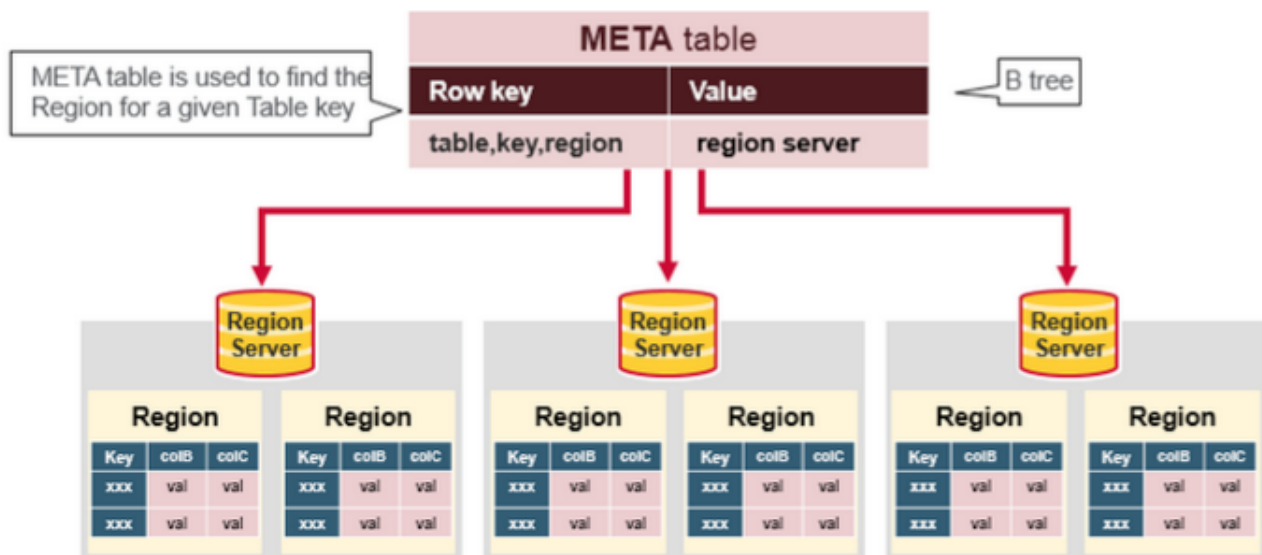 META table
META table is used to find the
Region for a given Table key
Row key Value
B tree
table,key,region region server
Region
Server
Region
Server
Region
Server
Region Region Region Region Region Region
Key colB colC Key colB colC Key colB colC Key colB colC Key colB colC Key colB colC
xxx val val xxx val val xxx val val xxx val val xxx val val xxx val val
xxx val val xxx val val xxx val val xxx val val xxx val val xxx val val